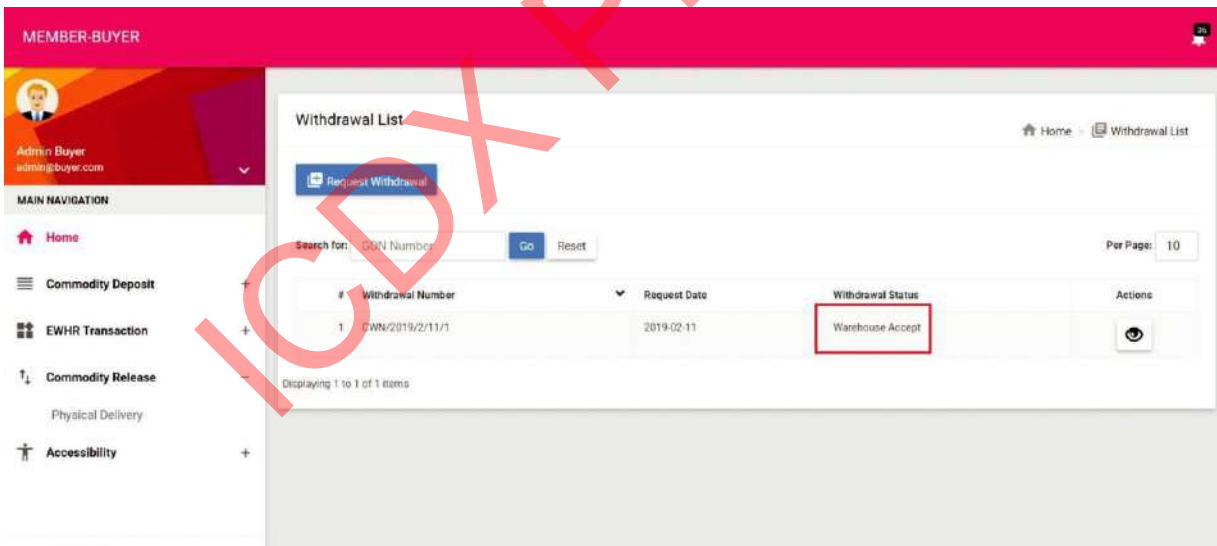 MEMBER-BUYER
36
Admin Buyer
admin@buyer.com
MAIN NAVIGATION
Home
Commodity Deposit +
EWHR Transaction +
Commodity Release −
Physical Delivery
Accessibility +
Withdrawal List
Home Withdrawal List
Request Withdrawal
Search for: GDN Number Go Reset Per Page: 10
# Withdrawal Number Request Date Withdrawal Status Actions
1 CWN/2019/2/11/1 2019-02-11 Warehouse Accept
Displaying 1 to 1 of 1 items
ICDX P